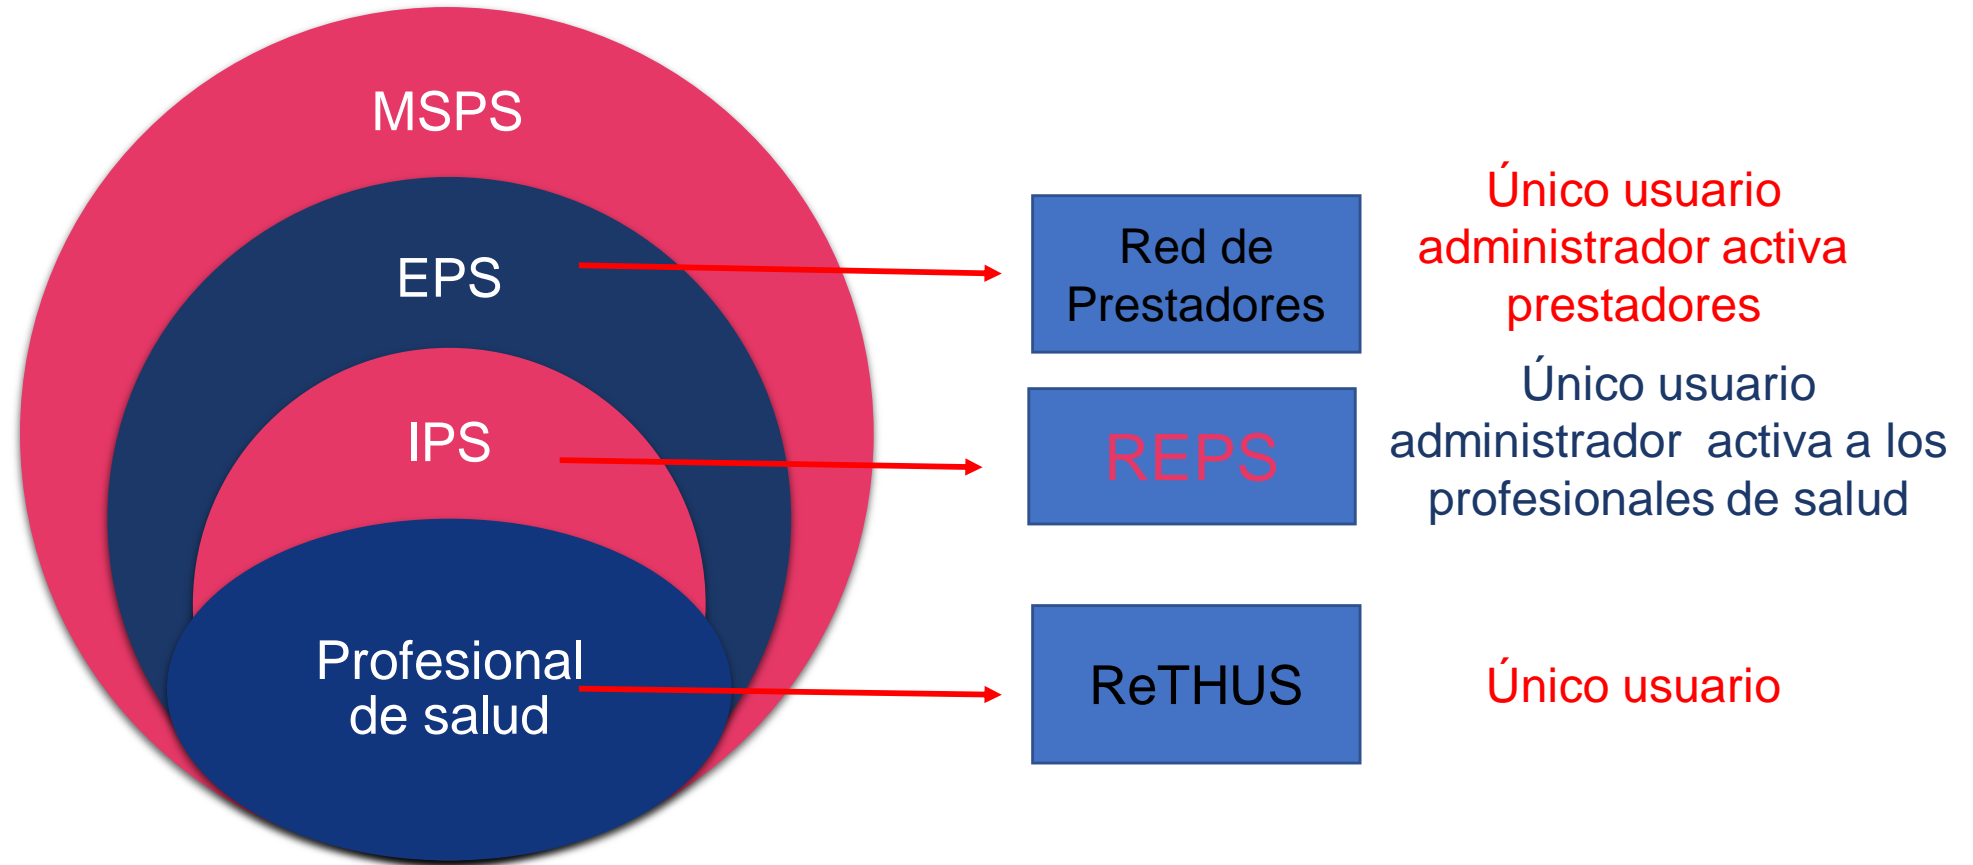 MSPS
EPS
IPS
Profesional
de salud
Red de
Prestadores
Único usuario
administrador activa
prestadores
REPS
Único usuario
administrador  activa a los
profesionales de salud
ReTHUS
Único usuario